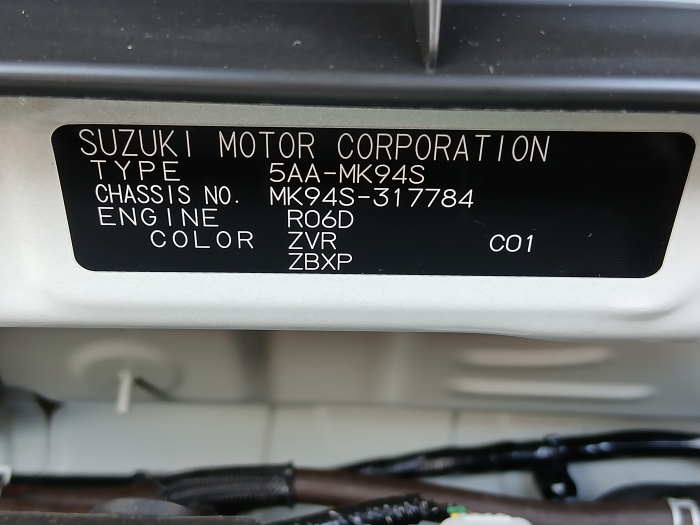 SUZUKI MOTOR CORPORATION
TYPE 5AA-MK94S
CHASSIS NO. MK94S-317784
ENGINE R06D
COLOR ZVR C01
ZBXP